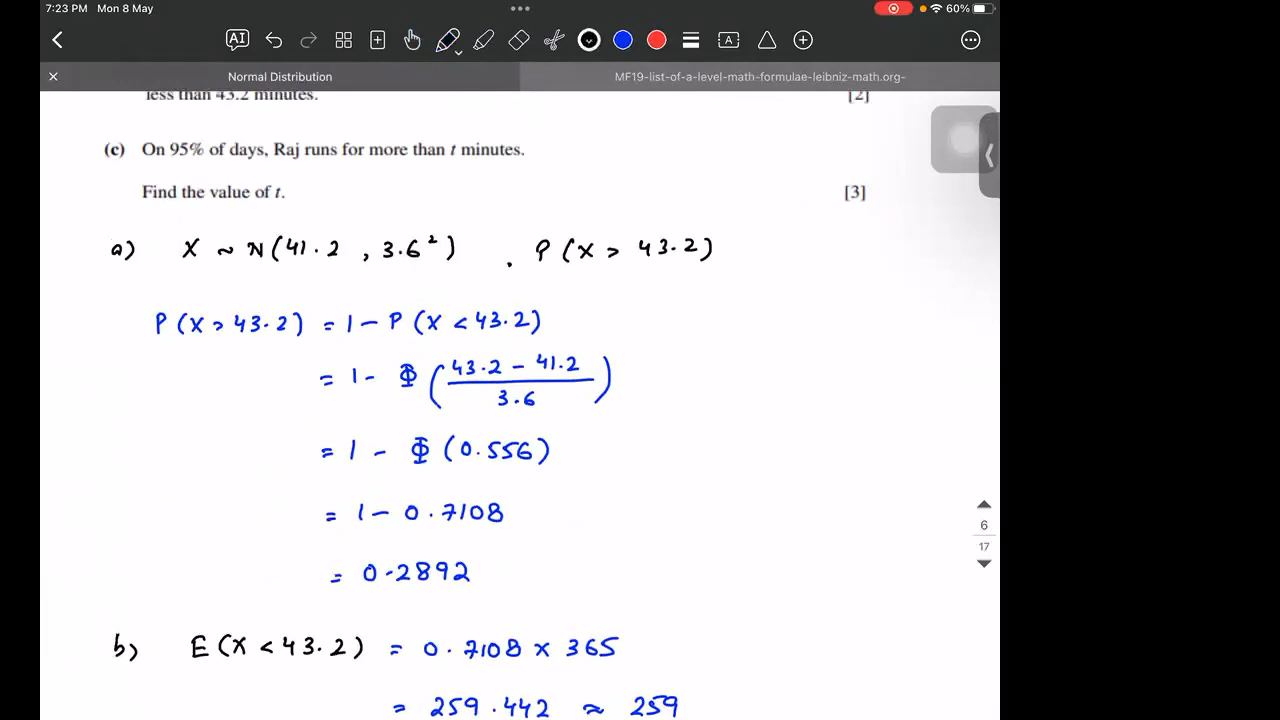 7:23 PM Mon 8 May 60%
AI A
Normal Distribution MF19-list-of-a-level-math-formulae-leibniz-math.org-
less than 43.2 minutes. [2]
(c) On 95% of days, Raj runs for more than t minutes.
Find the value of t. [3]
a) X ~ N(41.2 , 3.6²) . P(X > 43.2)
P(X > 43.2) = 1 - P(X < 43.2)
= 1 - Φ((43.2 - 41.2)/3.6)
= 1 - Φ(0.556)
= 1 - 0.7108
= 0.2892
6
17
b) E(X < 43.2) = 0.7108 × 365
= 259.442 ≈ 259